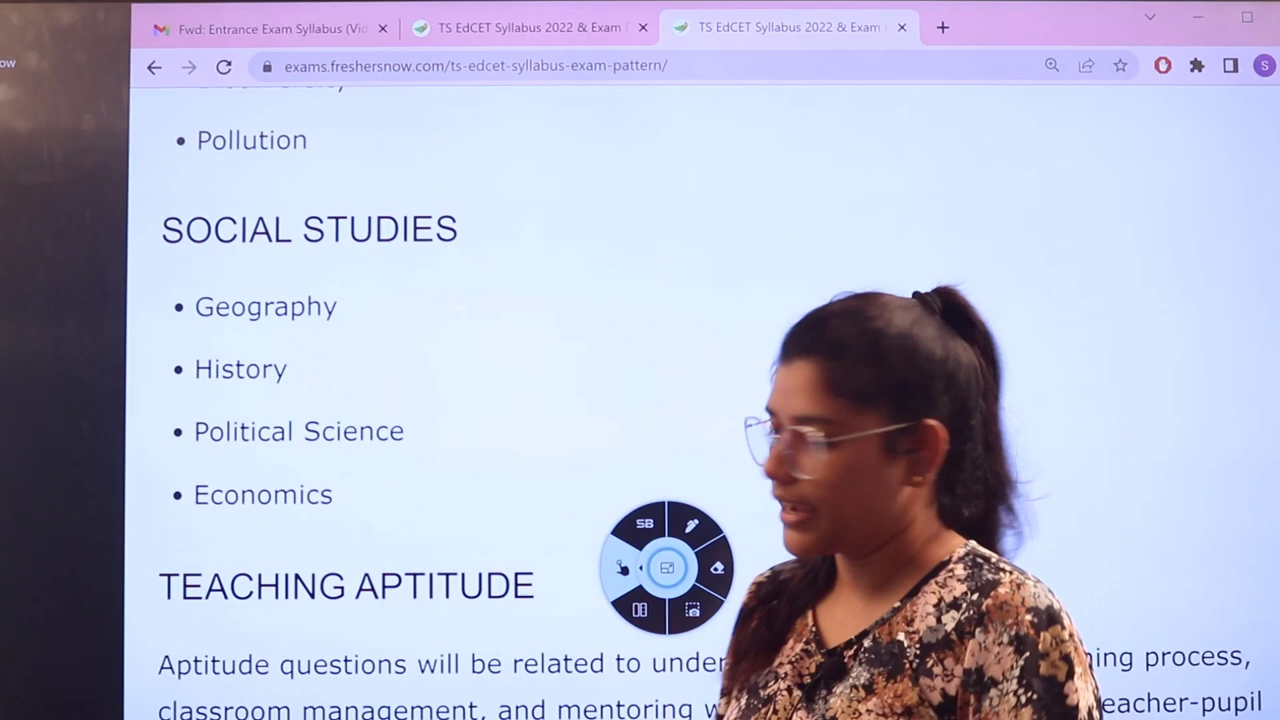 ow
Fwd: Entrance Exam Syllabus (Vid
TS EdCET Syllabus 2022 & Exam
TS EdCET Syllabus 2022 & Exam
exams.freshersnow.com/ts-edcet-syllabus-exam-pattern/
S
• Pollution
SOCIAL STUDIES
• Geography
• History
• Political Science
• Economics
SB
TEACHING APTITUDE
Aptitude questions will be related to under ing process,
classroom management, and mentoring w eacher-pupil